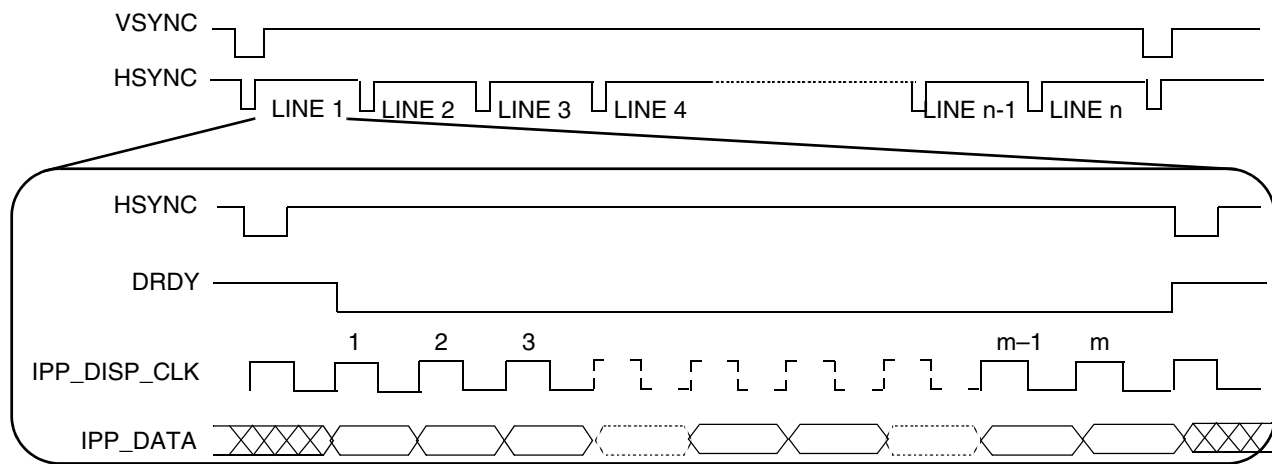 VSYNC
HSYNC
LINE 1 LINE 2 LINE 3 LINE 4 LINE n-1 LINE n
HSYNC
DRDY
1 2 3 m–1 m
IPP_DISP_CLK
IPP_DATA